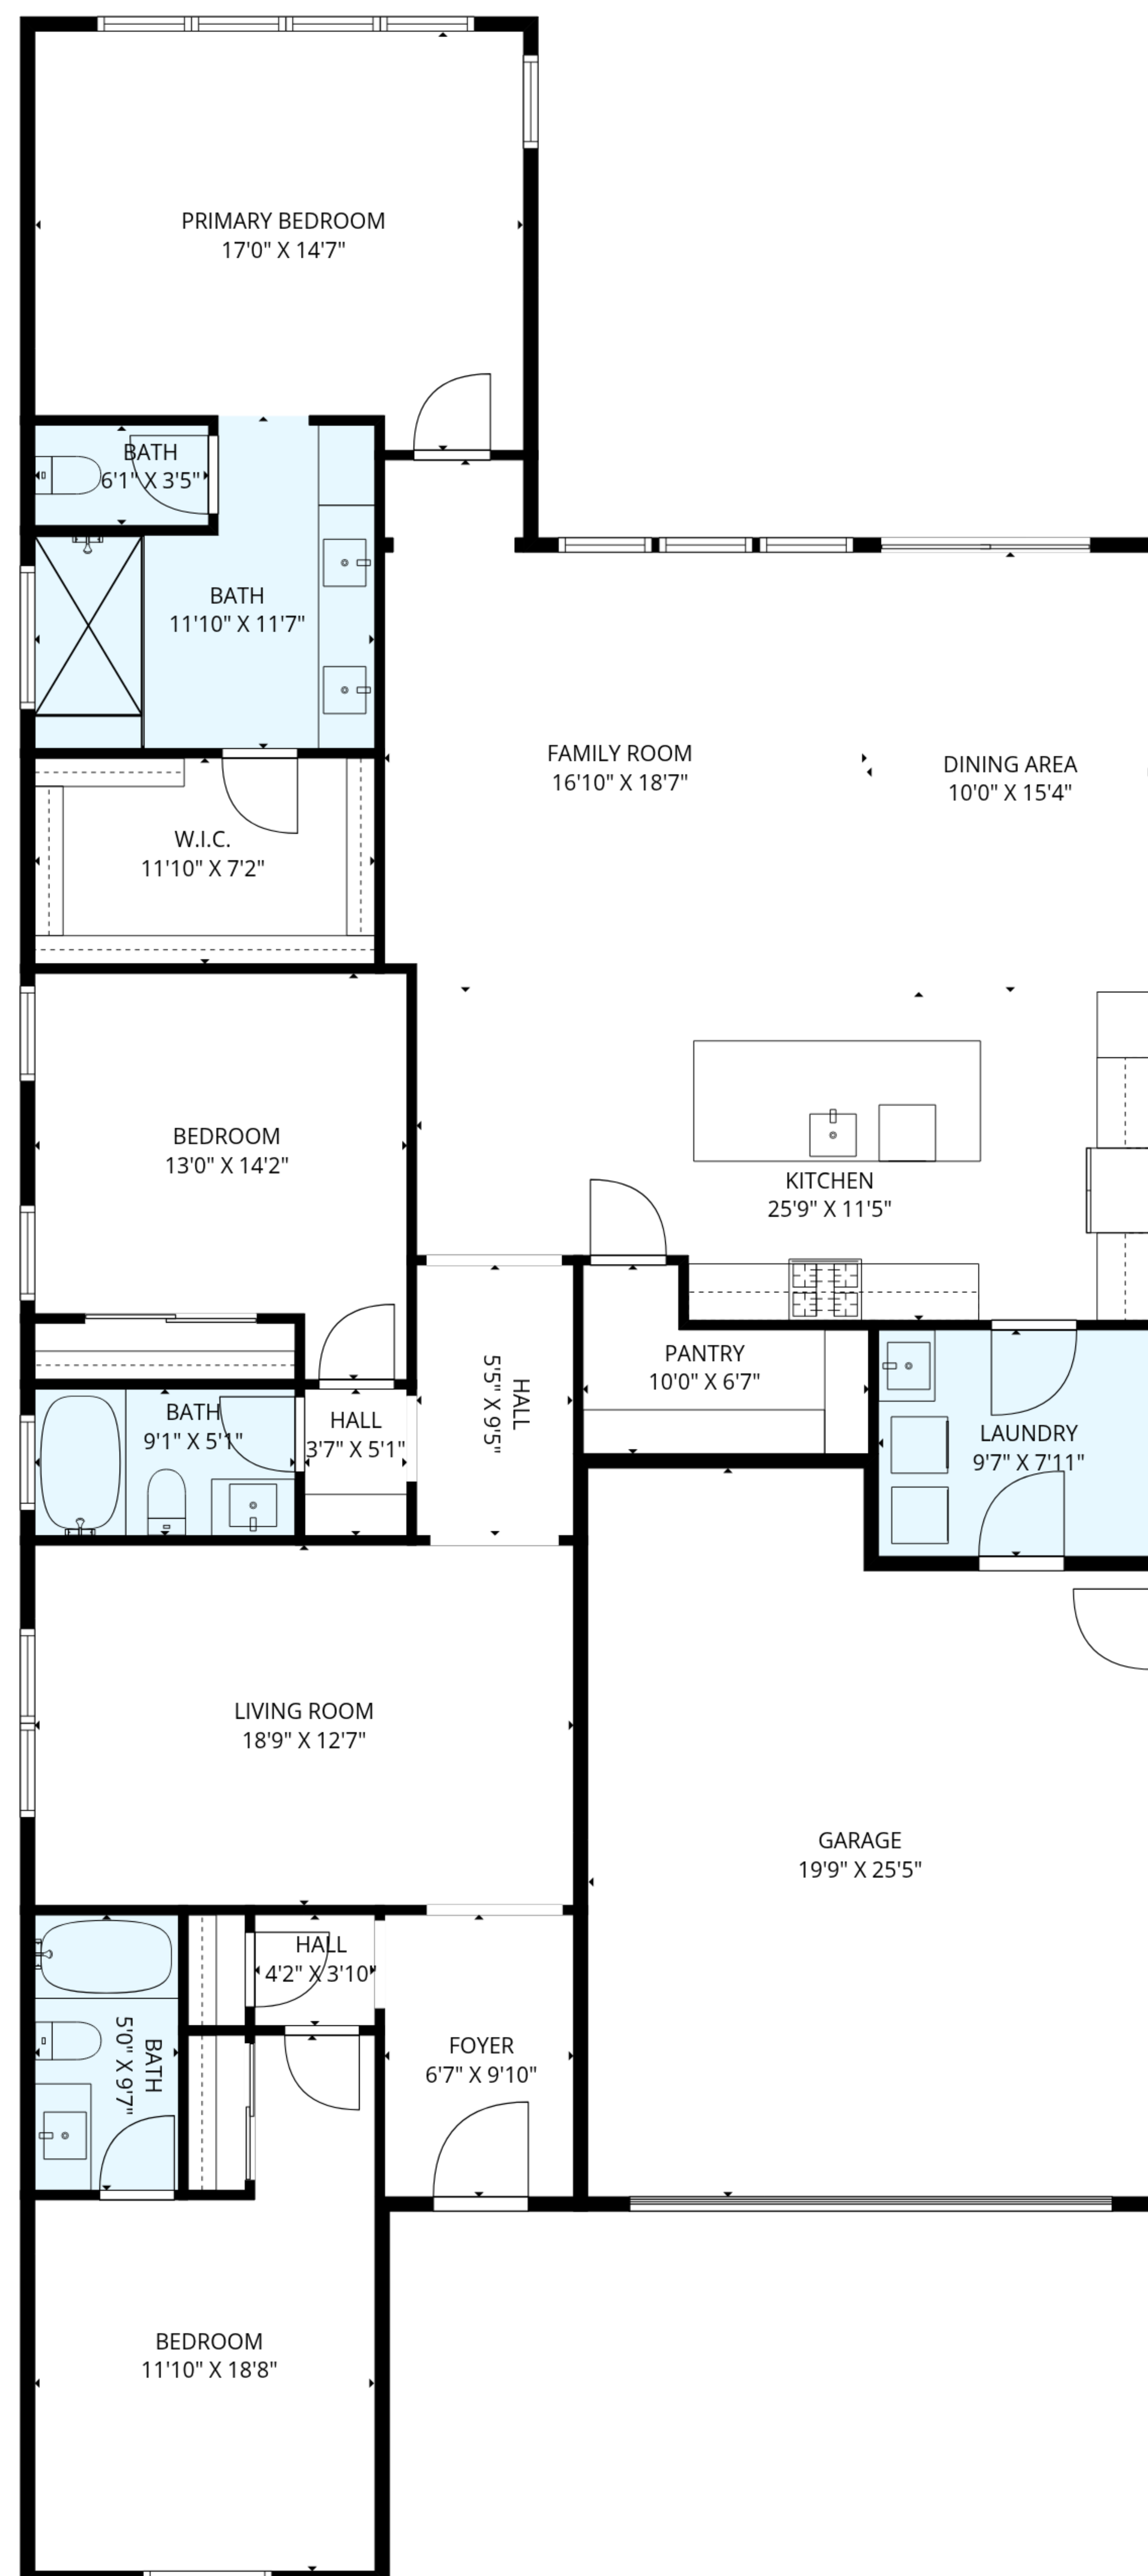 PRIMARY BEDROOM
17'0" X 14'7"
BATH
6'1" X 3'5"
BATH
11'10" X 11'7"
FAMILY ROOM
16'10" X 18'7"
DINING AREA
10'0" X 15'4"
W.I.C.
11'10" X 7'2"
BEDROOM
13'0" X 14'2"
KITCHEN
25'9" X 11'5"
HALL
5'5" X 9'5"
PANTRY
10'0" X 6'7"
BATH
9'1" X 5'1"
HALL
3'7" X 5'1"
LAUNDRY
9'7" X 7'11"
LIVING ROOM
18'9" X 12'7"
GARAGE
19'9" X 25'5"
HALL
4'2" X 3'10"
BATH
5'0" X 9'7"
FOYER
6'7" X 9'10"
BEDROOM
11'10" X 18'8"